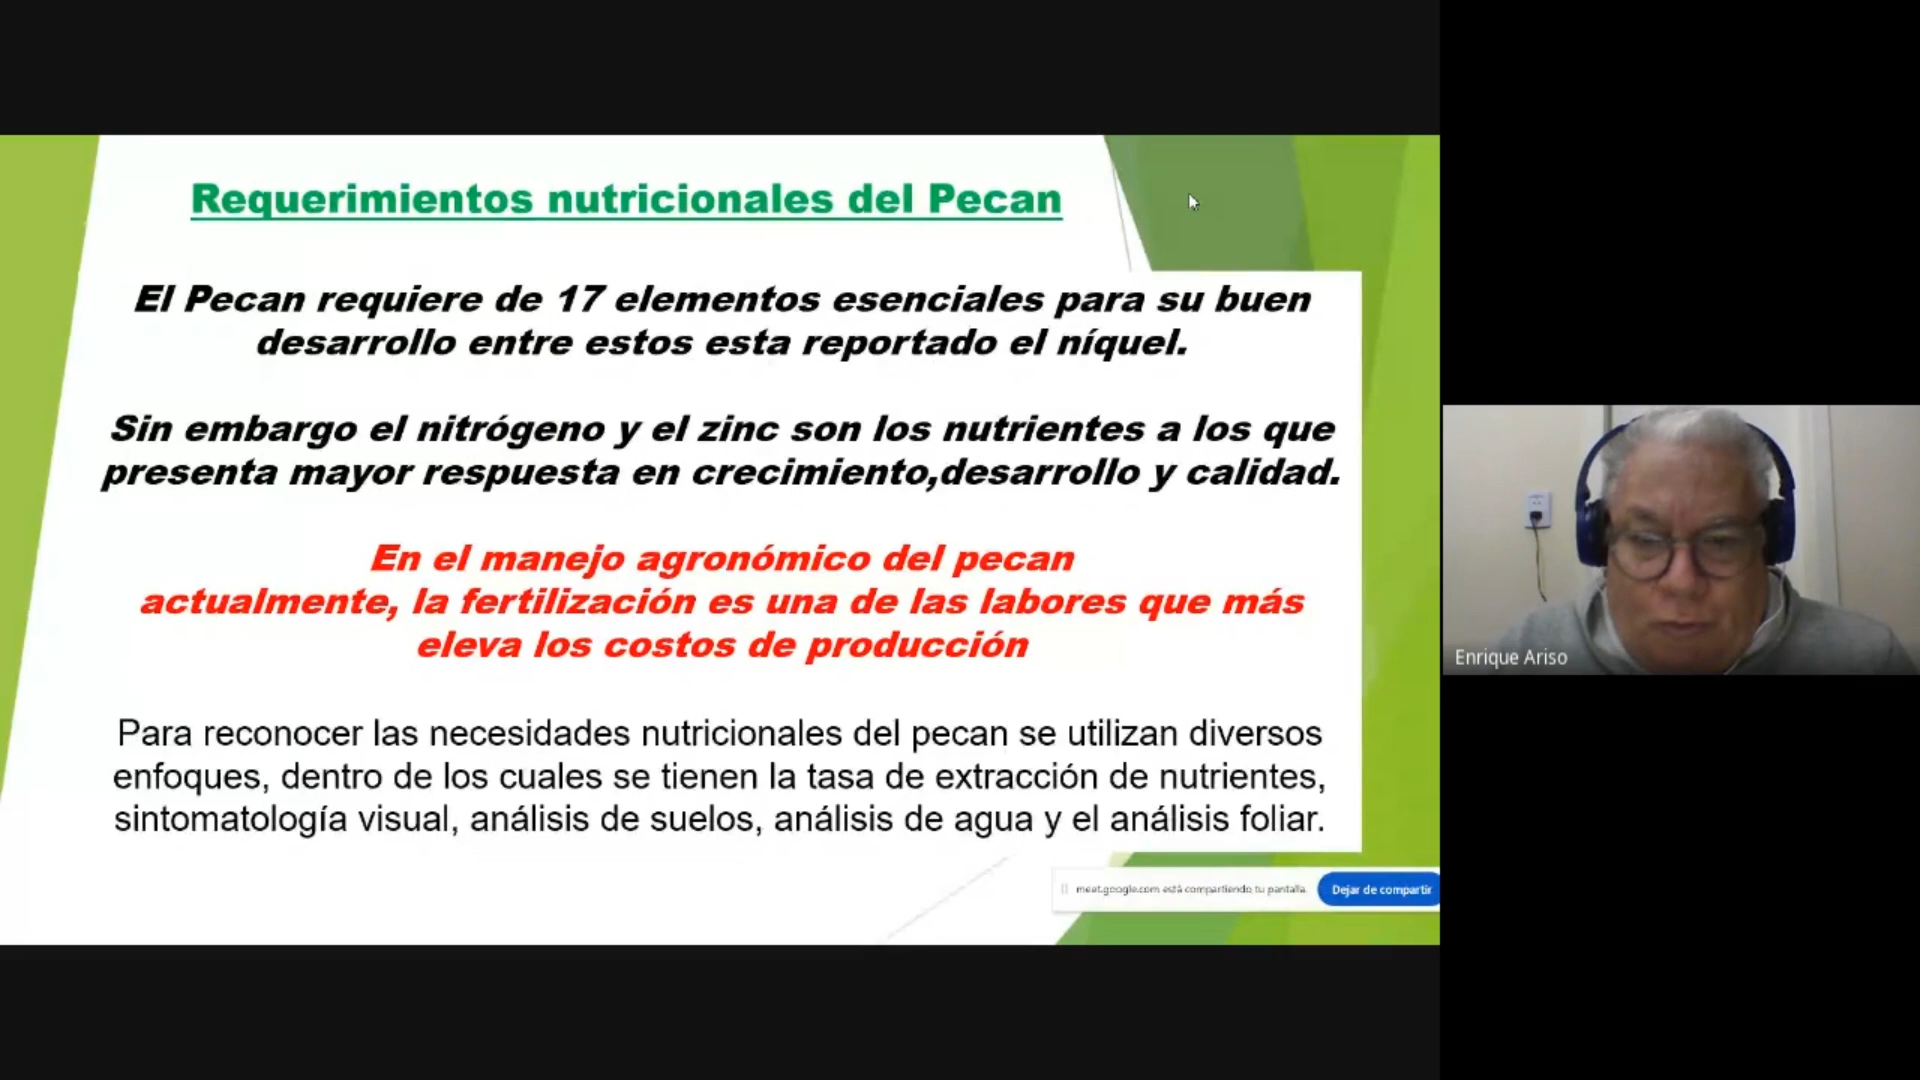 Requerimientos nutricionales del Pecan
El Pecan requiere de 17 elementos esenciales para su buen
desarrollo entre estos esta reportado el níquel.
Sin embargo el nitrógeno y el zinc son los nutrientes a los que
presenta mayor respuesta en crecimiento,desarrollo y calidad.
En el manejo agronómico del pecan
actualmente, la fertilización es una de las labores que más
eleva los costos de producción
Para reconocer las necesidades nutricionales del pecan se utilizan diversos
enfoques, dentro de los cuales se tienen la tasa de extracción de nutrientes,
sintomatología visual, análisis de suelos, análisis de agua y el análisis foliar.
meet.google.com está compartiendo tu pantalla.
Dejar de compartir
Enrique Ariso